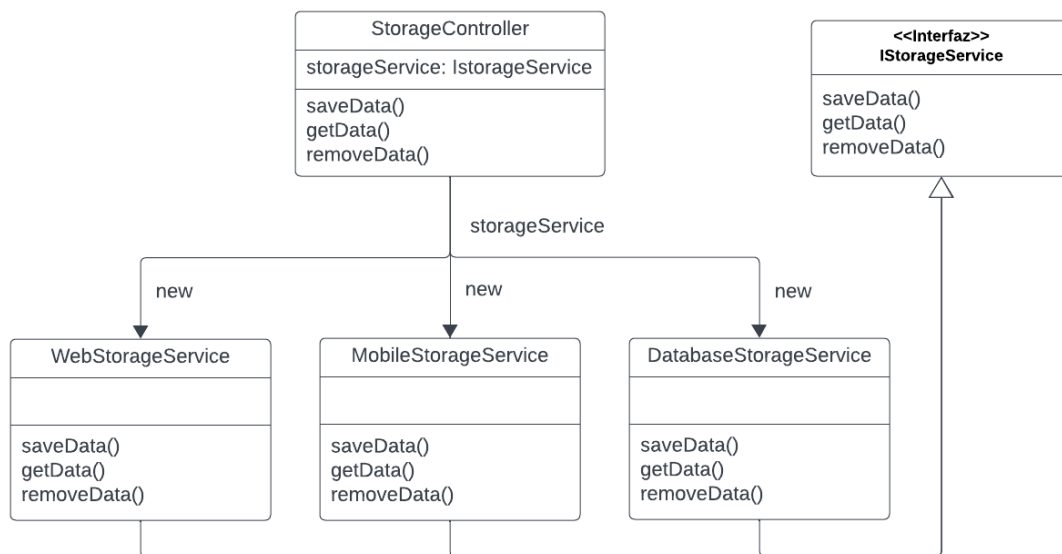 StorageController
storageService: IstorageService
saveData()
getData()
removeData()
<<Interfaz>>
IStorageService
saveData()
getData()
removeData()
storageService
new
new
new
WebStorageService
saveData()
getData()
removeData()
MobileStorageService
saveData()
getData()
removeData()
DatabaseStorageService
saveData()
getData()
removeData()